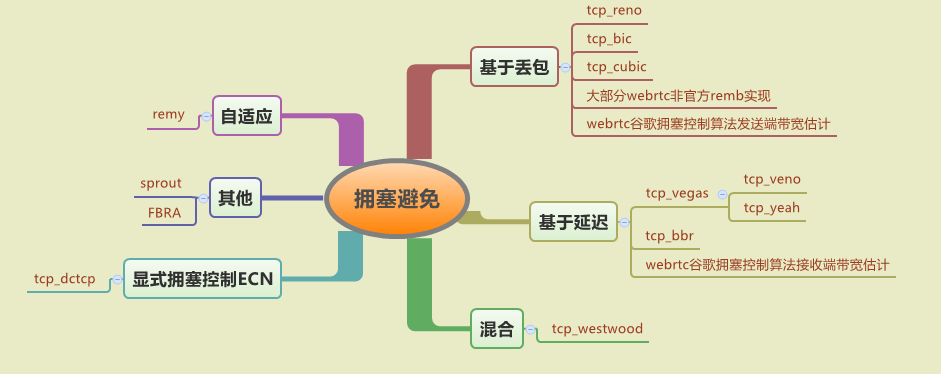 拥塞避免
基于丢包
tcp_reno
tcp_bic
tcp_cubic
大部分webrtc非官方remb实现
webrtc谷歌拥塞控制算法发送端带宽估计
基于延迟
tcp_vegas
tcp_veno
tcp_yeah
tcp_bbr
webrtc谷歌拥塞控制算法接收端带宽估计
混合
tcp_westwood
自适应
remy
其他
sprout
FBRA
显式拥塞控制ECN
tcp_dctcp